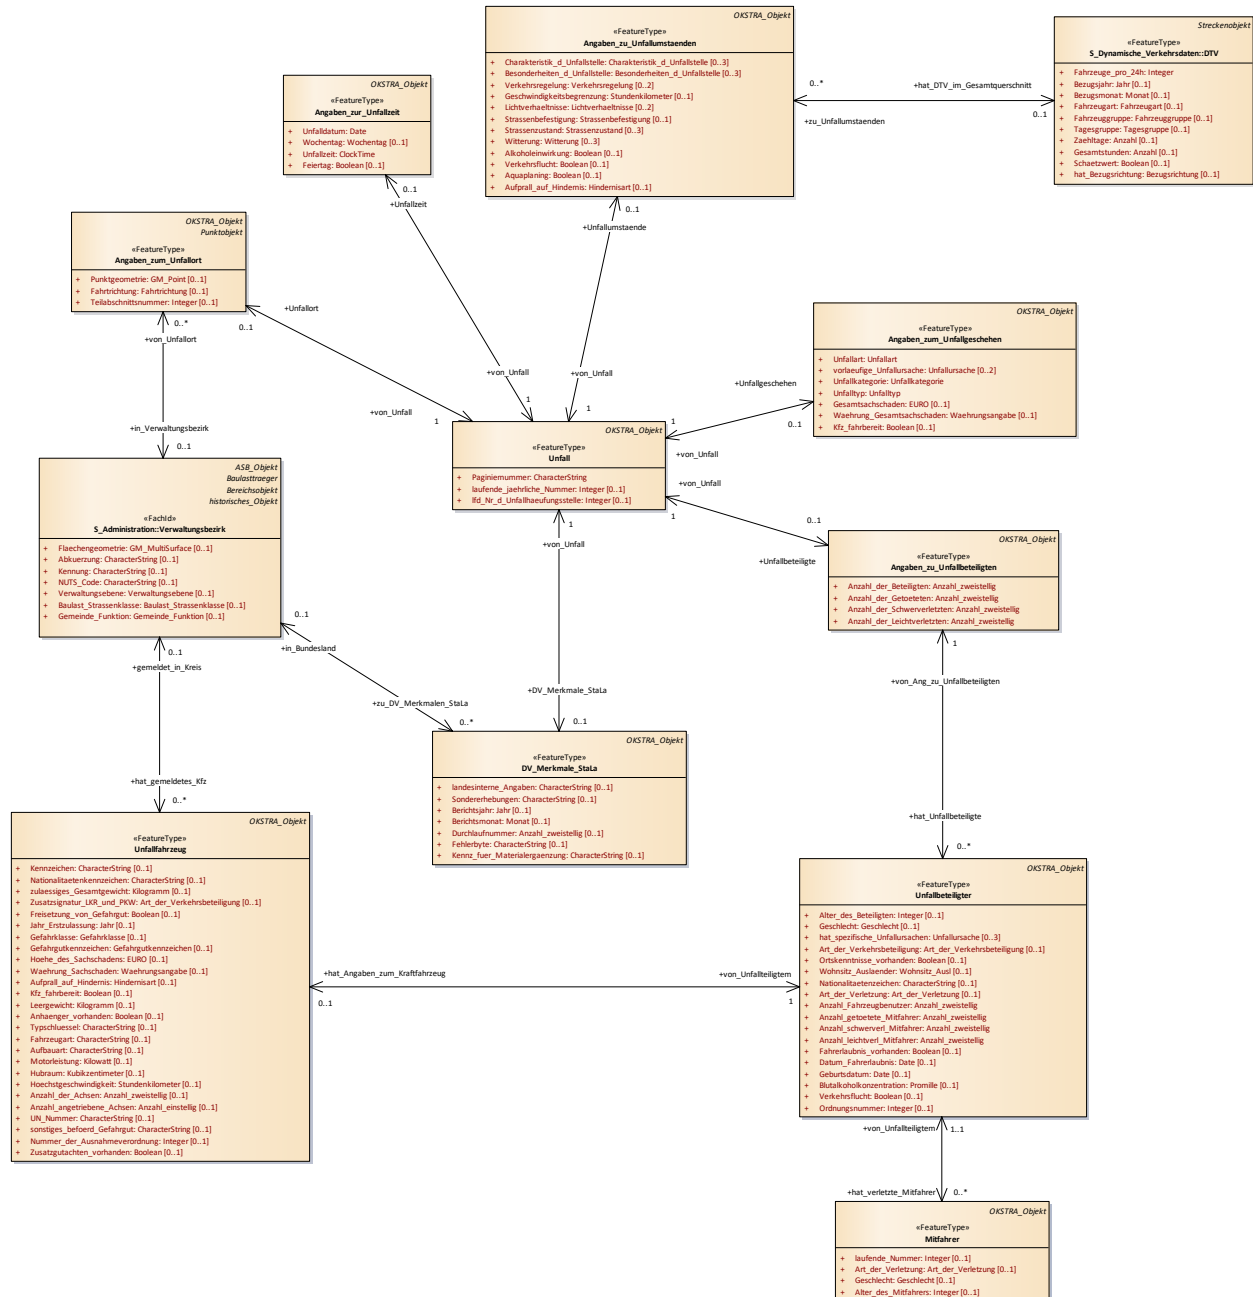 OKSTRA_Objekt
«FeatureType»
Angaben_zu_Unfallumstaenden
+ Charakteristik_d_Unfallstelle: Charakteristik_d_Unfallstelle [0..3]
+ Besonderheiten_d_Unfallstelle: Besonderheiten_d_Unfallstelle [0..3]
+ Verkehrsregelung: Verkehrsregelung [0..2]
+ Geschwindigkeitsbegrenzung: Stundenkilometer [0..1]
+ Lichtverhaeltnisse: Lichtverhaeltnisse [0..2]
+ Strassenbefestigung: Strassenbefestigung [0..1]
+ Strassenzustand: Strassenzustand [0..3]
+ Witterung: Witterung [0..3]
+ Alkoholeinwirkung: Boolean [0..1]
+ Verkehrsflucht: Boolean [0..1]
+ Aquaplaning: Boolean [0..1]
+ Aufprall_auf_Hindernis: Hindernisart [0..1]
Streckenobjekt
«FeatureType»
S_Dynamische_Verkehrsdaten::DTV
+ Fahrzeuge_pro_24h: Integer
+ Bezugsjahr: Jahr [0..1]
+ Bezugsmonat: Monat [0..1]
+ Fahrzeugart: Fahrzeugart [0..1]
+ Fahrzeuggruppe: Fahrzeuggruppe [0..1]
+ Tagesgruppe: Tagesgruppe [0..1]
+ Zaehltage: Anzahl [0..1]
+ Gesamtstunden: Anzahl [0..1]
+ Schaetzwert: Boolean [0..1]
+ hat_Bezugsrichtung: Bezugsrichtung [0..1]
0..*
+hat_DTV_im_Gesamtquerschnitt
+zu_Unfallumstaenden
0..1
OKSTRA_Objekt
«FeatureType»
Angaben_zur_Unfallzeit
+ Unfalldatum: Date
+ Wochentag: Wochentag [0..1]
+ Unfallzeit: ClockTime
+ Feiertag: Boolean [0..1]
0..1
+Unfallzeit
0..1
+Unfallumstaende
OKSTRA_Objekt
Punktobjekt
«FeatureType»
Angaben_zum_Unfallort
+ Punktgeometrie: GM_Point [0..1]
+ Fahrtrichtung: Fahrtrichtung [0..1]
+ Teilabschnittsnummer: Integer [0..1]
+Unfallort
0..1
0..*
+von_Unfallort
+von_Unfall
1
+von_Unfall
1
+von_Unfall
1
OKSTRA_Objekt
«FeatureType»
Angaben_zum_Unfallgeschehen
+ Unfallart: Unfallart
+ vorlaeufige_Unfallursache: Unfallursache [0..2]
+ Unfallkategorie: Unfallkategorie
+ Unfalltyp: Unfalltyp
+ Gesamtsachschaden: EURO [0..1]
+ Waehrung_Gesamtsachschaden: Waehrungsangabe [0..1]
+ Kfz_fahrbereit: Boolean [0..1]
+Unfallgeschehen
0..1
1
+von_Unfall
OKSTRA_Objekt
«FeatureType»
Unfall
+ Paginiernummer: CharacterString
+ laufende_jaehrliche_Nummer: Integer [0..1]
+ lfd_Nr_d_Unfallhaeufungsstelle: Integer [0..1]
+von_Unfall
1
0..1
+Unfallbeteiligte
+in_Verwaltungsbezirk
0..1
ASB_Objekt
Baulasttraeger
Bereichsobjekt
historisches_Objekt
«FachId»
S_Administration::Verwaltungsbezirk
+ Flaechengeometrie: GM_MultiSurface [0..1]
+ Abkuerzung: CharacterString [0..1]
+ Kennung: CharacterString [0..1]
+ NUTS_Code: CharacterString [0..1]
+ Verwaltungsebene: Verwaltungsebene [0..1]
+ Baulast_Strassenklasse: Baulast_Strassenklasse [0..1]
+ Gemeinde_Funktion: Gemeinde_Funktion [0..1]
1
+von_Unfall
OKSTRA_Objekt
«FeatureType»
Angaben_zu_Unfallbeteiligten
+ Anzahl_der_Beteiligten: Anzahl_zweistellig
+ Anzahl_der_Getoeteten: Anzahl_zweistellig
+ Anzahl_der_Schwerverletzten: Anzahl_zweistellig
+ Anzahl_der_Leichtverletzten: Anzahl_zweistellig
0..1
+in_Bundesland
0..1
+gemeldet_in_Kreis
+zu_DV_Merkmalen_StaLa
0..*
+DV_Merkmale_StaLa
0..1
1
+von_Ang_zu_Unfallbeteiligten
OKSTRA_Objekt
«FeatureType»
DV_Merkmale_StaLa
+ landesinterne_Angaben: CharacterString [0..1]
+ Sondererhebungen: CharacterString [0..1]
+ Berichtsjahr: Jahr [0..1]
+ Berichtsmonat: Monat [0..1]
+ Durchlaufnummer: Anzahl_zweistellig [0..1]
+ Fehlerbyte: CharacterString [0..1]
+ Kennz_fuer_Materialergaenzung: CharacterString [0..1]
+hat_gemeldetes_Kfz
0..*
+hat_Unfallbeteiligte
0..*
OKSTRA_Objekt
«FeatureType»
Unfallfahrzeug
+ Kennzeichen: CharacterString [0..1]
+ Nationalitaetenkennzeichen: CharacterString [0..1]
+ zulaessiges_Gesamtgewicht: Kilogramm [0..1]
+ Zusatzsignatur_LKR_und_PKW: Art_der_Verkehrsbeteiligung [0..1]
+ Freisetzung_von_Gefahrgut: Boolean [0..1]
+ Jahr_Erstzulassung: Jahr [0..1]
+ Gefahrklasse: Gefahrklasse [0..1]
+ Gefahrgutkennzeichen: Gefahrgutkennzeichen [0..1]
+ Hoehe_des_Sachschadens: EURO [0..1]
+ Waehrung_Sachschaden: Waehrungsangabe [0..1]
+ Aufprall_auf_Hindernis: Hindernisart [0..1]
+ Kfz_fahrbereit: Boolean [0..1]
+ Leergewicht: Kilogramm [0..1]
+ Anhaenger_vorhanden: Boolean [0..1]
+ Typschluessel: CharacterString [0..1]
+ Fahrzeugart: CharacterString [0..1]
+ Aufbauart: CharacterString [0..1]
+ Motorleistung: Kilowatt [0..1]
+ Hubraum: Kubikzentimeter [0..1]
+ Hoechstgeschwindigkeit: Stundenkilometer [0..1]
+ Anzahl_der_Achsen: Anzahl_zweistellig [0..1]
+ Anzahl_angetriebene_Achsen: Anzahl_einstellig [0..1]
+ UN_Nummer: CharacterString [0..1]
+ sonstiges_befoerd_Gefahrgut: CharacterString [0..1]
+ Nummer_der_Ausnahmeverordnung: Integer [0..1]
+ Zusatzgutachten_vorhanden: Boolean [0..1]
+hat_Angaben_zum_Kraftfahrzeug
0..1
+von_Unfallteiligtem
1
OKSTRA_Objekt
«FeatureType»
Unfallbeteiligter
+ Alter_des_Beteiligten: Integer [0..1]
+ Geschlecht: Geschlecht [0..1]
+ hat_spezifische_Unfallursachen: Unfallursache [0..3]
+ Art_der_Verkehrsbeteiligung: Art_der_Verkehrsbeteiligung [0..1]
+ Ortskenntnisse_vorhanden: Boolean [0..1]
+ Wohnsitz_Auslaender: Wohnsitz_Ausl [0..1]
+ Nationalitaetenzeichen: CharacterString [0..1]
+ Art_der_Verletzung: Art_der_Verletzung [0..1]
+ Anzahl_Fahrzeugbenutzer: Anzahl_zweistellig
+ Anzahl_getoetete_Mitfahrer: Anzahl_zweistellig
+ Anzahl_schwerverl_Mitfahrer: Anzahl_zweistellig
+ Anzahl_leichtverl_Mitfahrer: Anzahl_zweistellig
+ Fahrerlaubnis_vorhanden: Boolean [0..1]
+ Datum_Fahrerlaubnis: Date [0..1]
+ Geburtsdatum: Date [0..1]
+ Blutalkoholkonzentration: Promille [0..1]
+ Verkehrsflucht: Boolean [0..1]
+ Ordnungsnummer: Integer [0..1]
+von_Unfallteiligtem
1..1
+hat_verletzte_Mitfahrer
0..*
OKSTRA_Objekt
«FeatureType»
Mitfahrer
+ laufende_Nummer: Integer [0..1]
+ Art_der_Verletzung: Art_der_Verletzung [0..1]
+ Geschlecht: Geschlecht [0..1]
+ Alter_des_Mitfahrers: Integer [0..1]